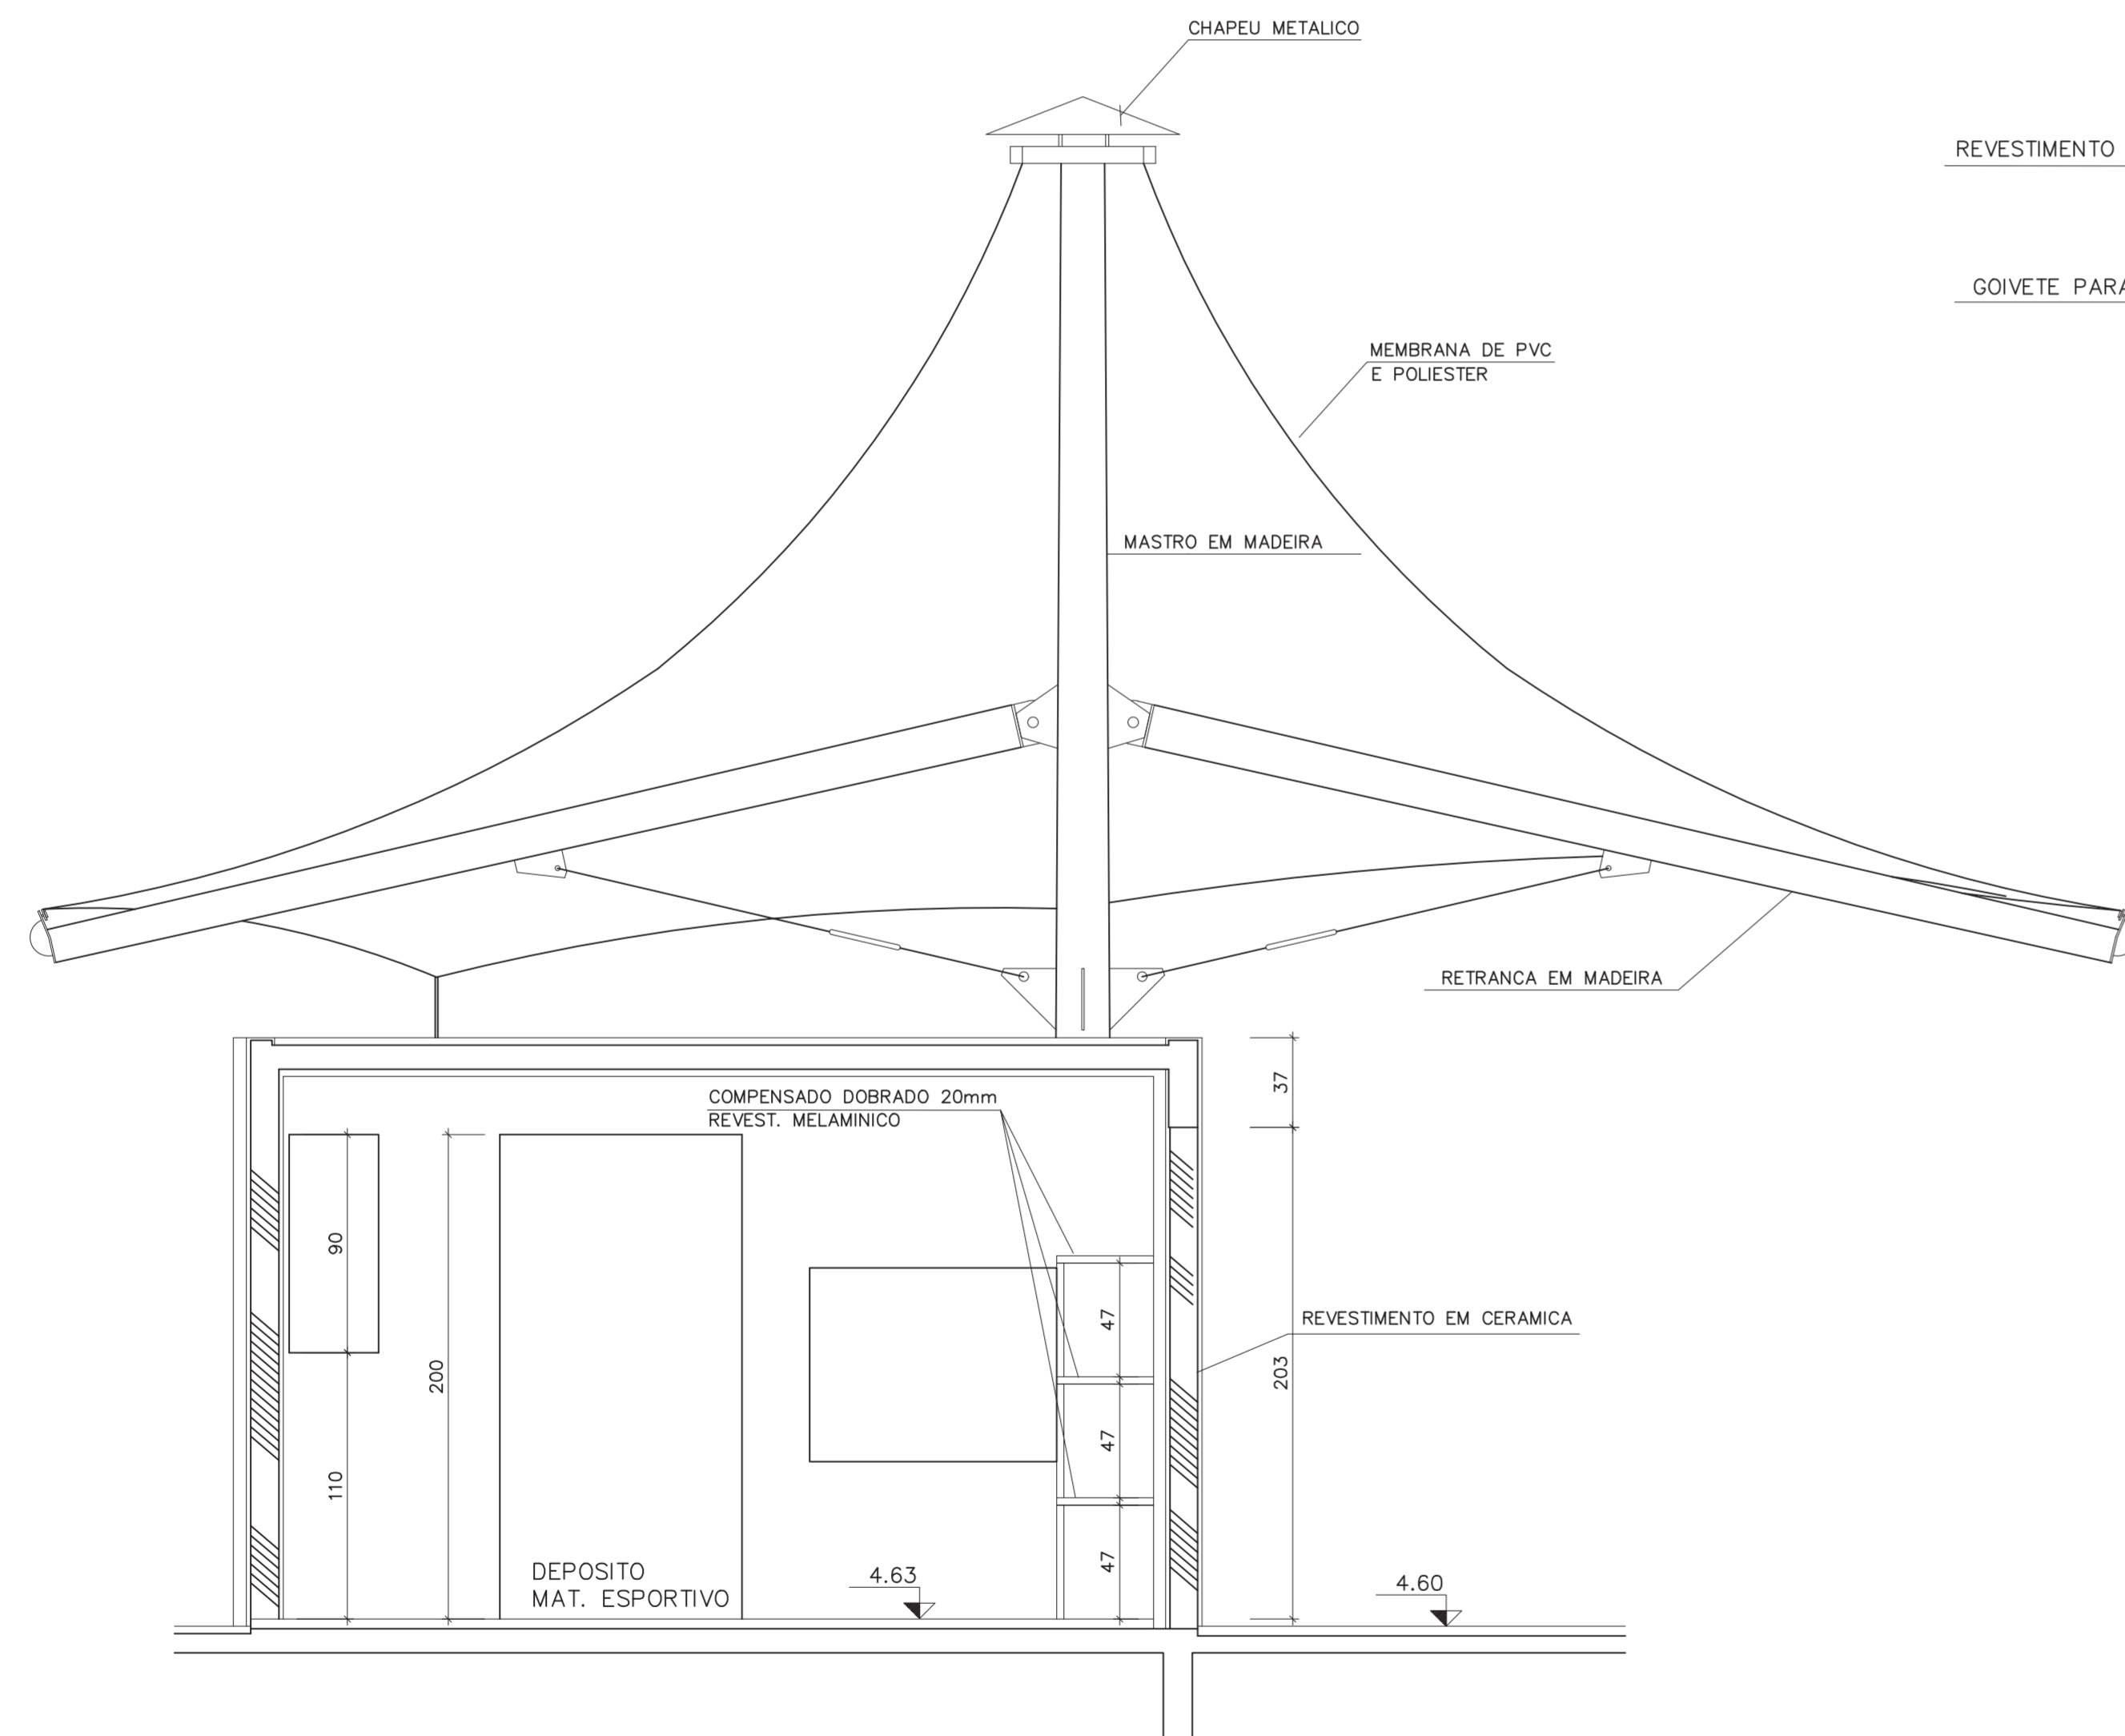 CHAPEU METALICO
REVESTIMENTO
GOIVETE PARA
MEMBRANA DE PVC
E POLIESTER
MASTRO EM MADEIRA
RETRANCA EM MADEIRA
37
COMPENSADO DOBRADO 20mm
REVEST. MELAMINICO
90
47
REVESTIMENTO EM CERAMICA
200
203
47
110
47
DEPOSITO
MAT. ESPORTIVO
4.63
4.60